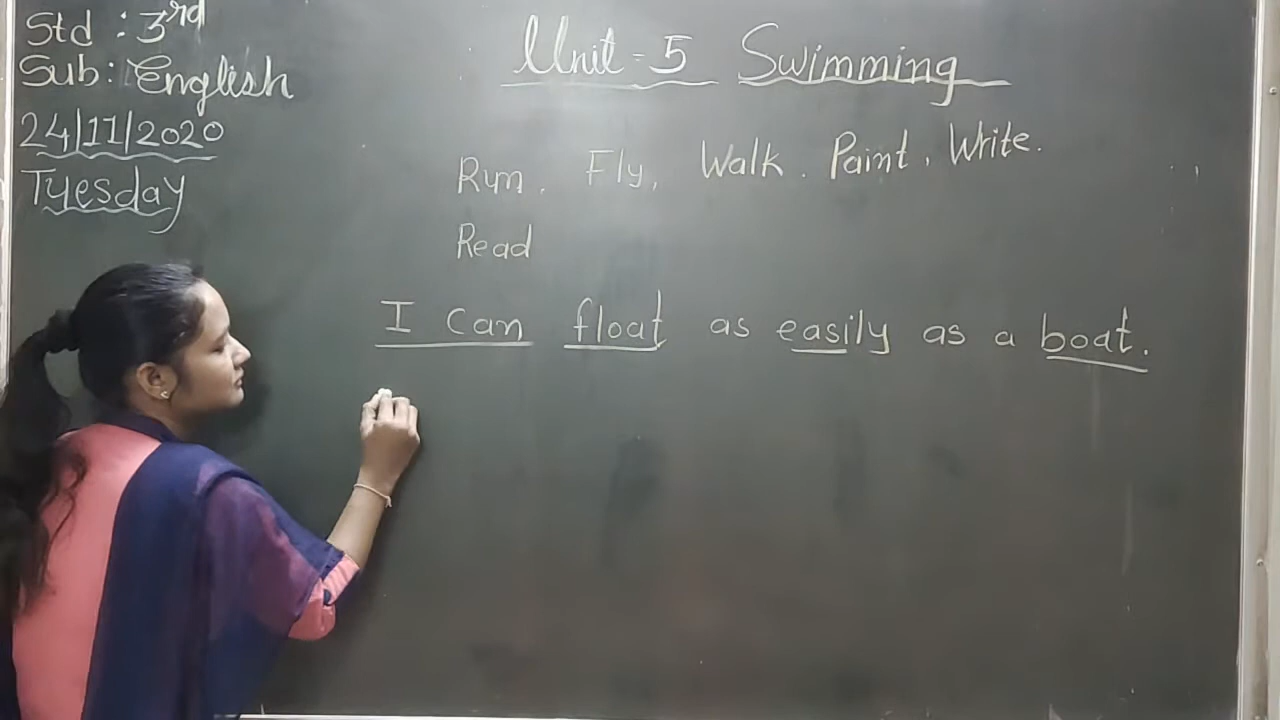 Std : 3rd
Sub: English
24/11/2020
Tuesday
Unit-5 Swimming
Run. Fly, Walk. Paint. Write.
Read
I can float as easily as a boat.